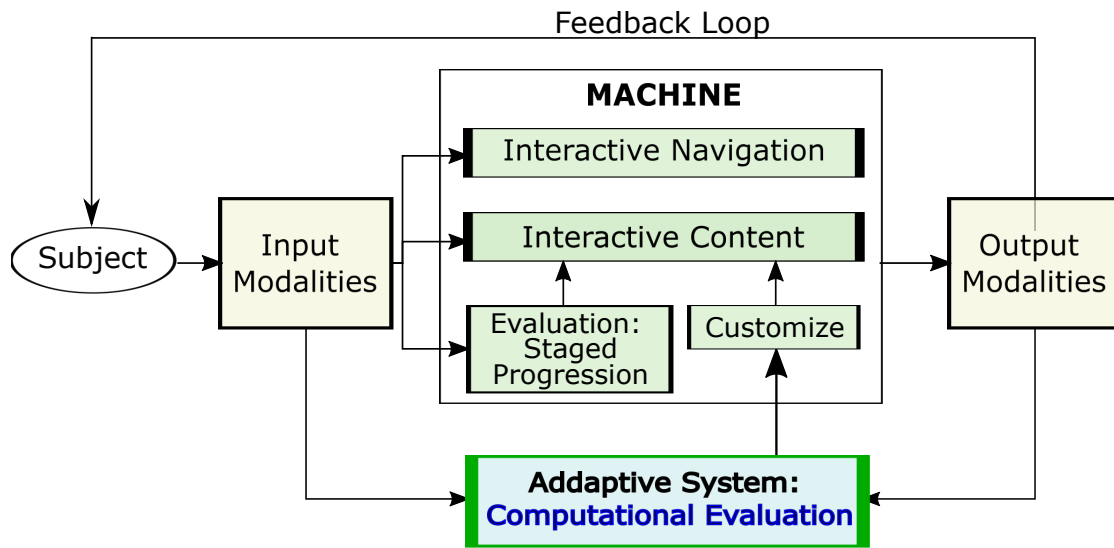 Feedback Loop
MACHINE
Interactive Navigation
Subject
Input
Modalities
Interactive Content
Output
Modalities
Evaluation:
Staged
Progression
Customize
Addaptive System:
Computational Evaluation